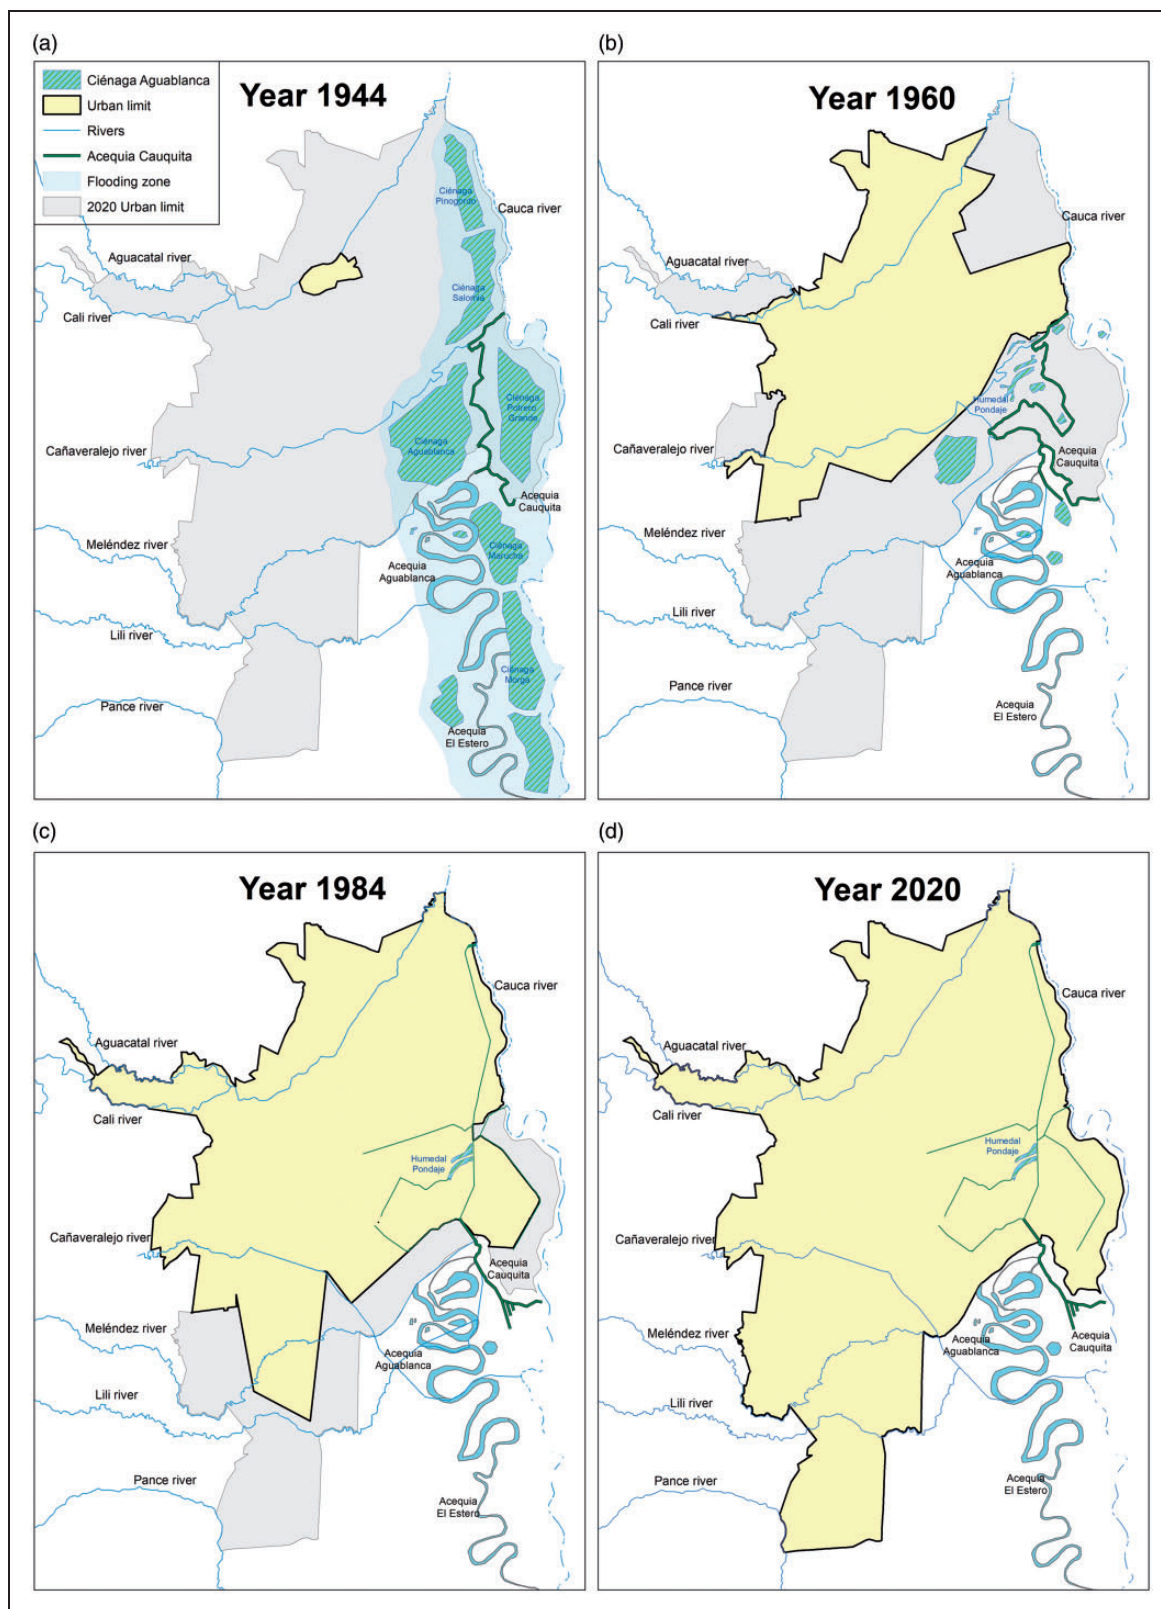 (a)
Year 1944
Ciénaga Aguablanca
Urban limit
Rivers
Acequia Cauquita
Flooding zone
2020 Urban limit
Ciénaga
Pinogordo
Cauca river
Aguacatal river
Ciénaga
Salomia
Cali river
Ciénaga
Potrero
Grande
Ciénaga
Aguablanca
Cañaveralejo river
Acequia
Cauquita
Meléndez river
Ciénaga
Marucha
Acequia
Aguablanca
Lili river
Ciénaga
Morga
Pance river
Acequia
El Estero
(b)
Year 1960
Cauca river
Aguacatal river
Cali river
Humedal
Pondaje
Cañaveralejo river
Acequia
Cauquita
Meléndez river
Acequia
Aguablanca
Lili river
Pance river
Acequia
El Estero
(c)
Year 1984
Cauca river
Aguacatal river
Cali river
Humedal
Pondaje
Cañaveralejo river
Acequia
Cauquita
Meléndez river
Acequia
Aguablanca
Lili river
Pance river
Acequia
El Estero
(d)
Year 2020
Cauca river
Aguacatal river
Cali river
Humedal
Pondaje
Cañaveralejo river
Meléndez river
Acequia
Aguablanca
Acequia
Cauquita
Lili river
Pance river
Acequia
El Estero